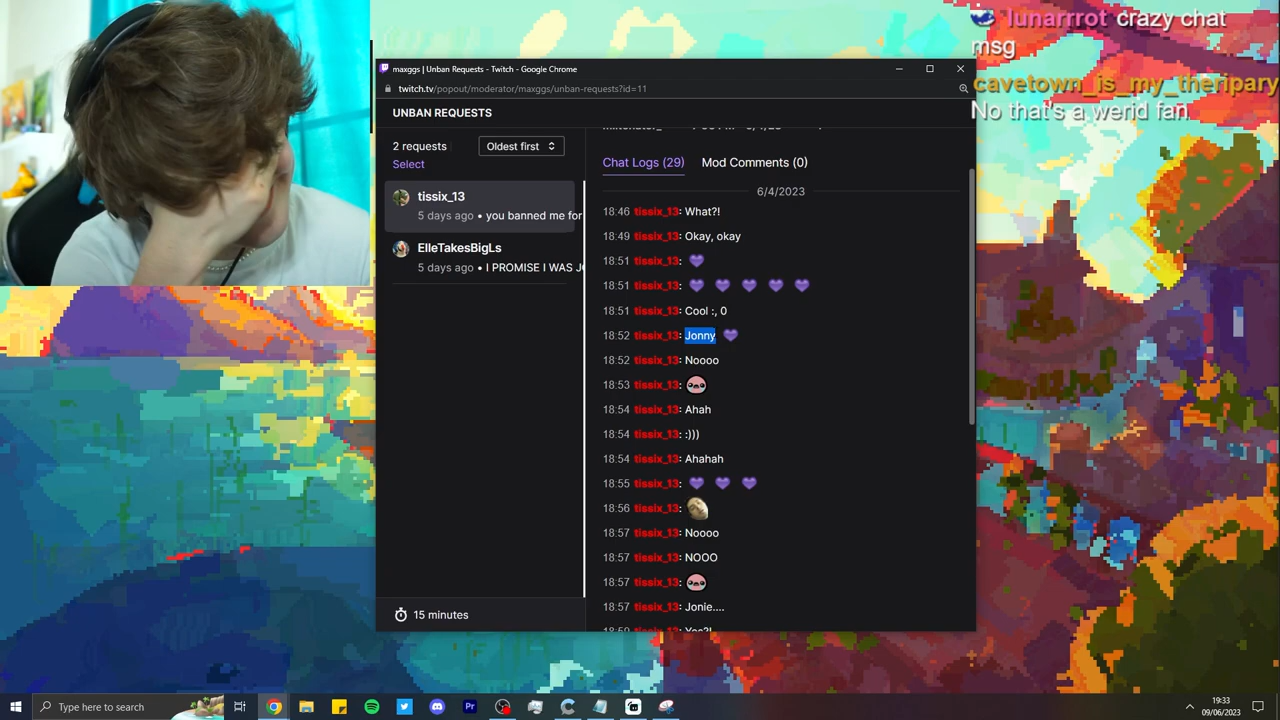 lunarrrot crazy chat
msg
cavetown_is_my_theripary
No that's a werid fan
maxggs | Unban Requests - Twitch - Google Chrome
twitch.tv/popout/moderator/maxggs/unban-requests?id=11
UNBAN REQUESTS
2 requests
Oldest first
Select
tissix_13
5 days ago • you banned me for
ElleTakesBigLs
5 days ago • I PROMISE I WAS J
15 minutes
Chat Logs (29) Mod Comments (0)
6/4/2023
18:46 tissix_13: What?!
18:49 tissix_13: Okay, okay
18:51 tissix_13: 💜
18:51 tissix_13: 💜 💜 💜 💜 💜
18:51 tissix_13: Cool :, 0
18:52 tissix_13: Jonny 💜
18:52 tissix_13: Noooo
18:53 tissix_13:
18:54 tissix_13: Ahah
18:54 tissix_13: :)))
18:54 tissix_13: Ahahah
18:55 tissix_13: 💜 💜 💜
18:56 tissix_13:
18:57 tissix_13: Noooo
18:57 tissix_13: NOOO
18:57 tissix_13:
18:57 tissix_13: Jonie....
18:59 tissix_13: Yes?!
Type here to search
19:33
09/06/2023